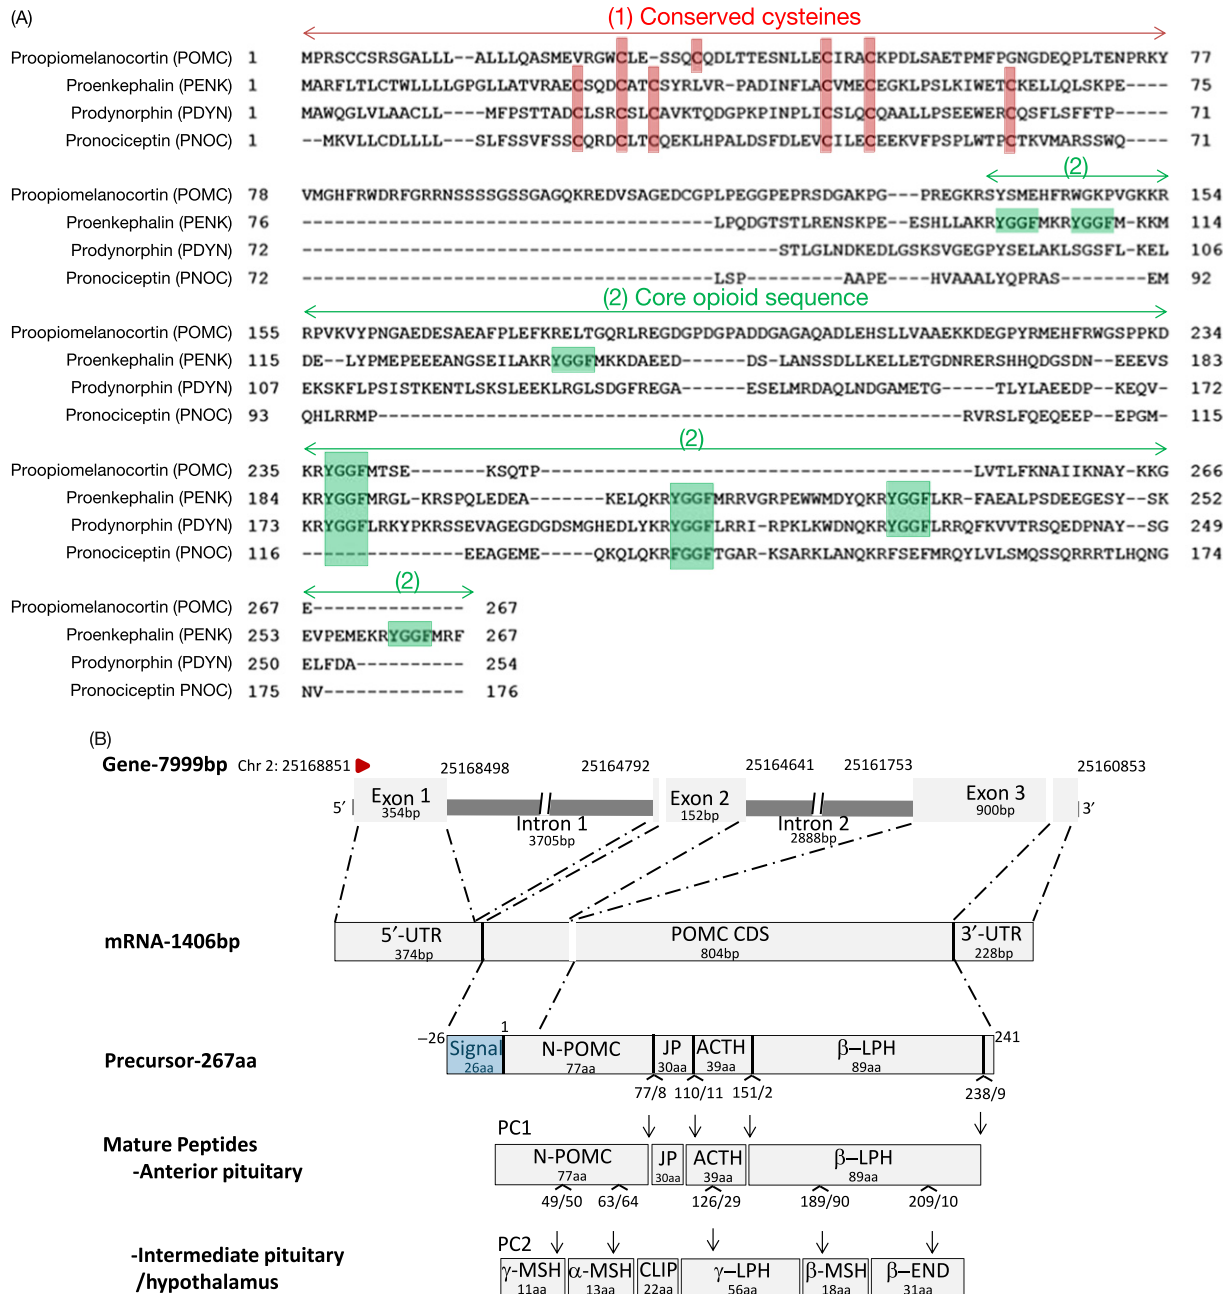 (A)
(1) Conserved cysteines
Proopiomelanocortin (POMC) 1 MPRSCCSRSGALLL--ALLLQASMEVRGWCLE-SSQCQDLTTESNLLECIRACKPDLSAETPMFPGNGDEQPLTENPRKY 77
Proenkephalin (PENK) 1 MARFLTLCTWLLLLGPGLLATVRAECSQDCATCSYRLVR-PADINFLACVMECEGKLPSLKIWETCKELLQLSKPE---- 75
Prodynorphin (PDYN) 1 MAWQGLVLAACLL----MFPSTTADCLSRCSLCAVKTQDGPKPINPLICSLQCQAALLPSEEWERCQSFLSFFTP----- 71
Pronociceptin (PNOC) 1 --MKVLLCDLLLL----SLFSSVFSSCQRDCLTCQEKLHPALDSFDLEVCILECEEKVFPSPLWTPCTKVMARSSWQ---- 71
(2)
Proopiomelanocortin (POMC) 78 VMGHFRWDRFGRRNSSSSGSSGAGQKREDVSAGEDCGPLPEGGPEPRSDGAKPG---PREGKRSYSMEHFRWGKPVGKKR 154
Proenkephalin (PENK) 76 --------------------------------------LPQDGTSTLRENSKPE--ESHLLAKRYGGFMKRYGGFM-KKM 114
Prodynorphin (PDYN) 72 --------------------------------------------STLGLNDKEDLGSKSVGEGPYSELAKLSGSFL-KEL 106
Pronociceptin (PNOC) 72 --------------------------------------LSP---------AAPE---HVAAALYQPRAS--------EM 92
(2) Core opioid sequence
Proopiomelanocortin (POMC) 155 RPVKVYPNGAEDESAEAFPLEFKRELTGQRLREGDGPDGPADDGAGAQADLEHSLLVAAEKKDEGPYRMEHFRWGSPPKD 234
Proenkephalin (PENK) 115 DE--LYPMEPEEEANGSEILAKRYGGFMKKDAEED------DS-LANSSDLLKELLETGDNRERSHHQDGSDN--EEEVS 183
Prodynorphin (PDYN) 107 EKSKFLPSISTKENTLSKSLEEKLRGLSDGFREGA------ESELMRDAQLNDGAMETG-----TLYLAEEDP--KEQV- 172
Pronociceptin (PNOC) 93 QHLRRMP------------------------------------------------------RVRSLFQEQEEP--EPGM- 115
(2)
Proopiomelanocortin (POMC) 235 KRYGGFMTSE-------KSQTP----------------------------------------LVTLFKNAIIKNAY-KKG 266
Proenkephalin (PENK) 184 KRYGGFMRGL-KRSPQLEDEA-------KELQKRYGGFMRRVGRPEWWMDYQKRYGGFLKR-FAEALPSDEEGESY--SK 252
Prodynorphin (PDYN) 173 KRYGGFLRKYPKRSSEVAGEGDGDSMGHEDLYKRYGGFLRRI-RPKLKWDNQKRYGGFLRRQFKVVTRSQEDPNAY--SG 249
Pronociceptin (PNOC) 116 ---------------EEAGEME-----QKQLQKRFGGFTGAR-KSARKLANQKRFSEFMRQYLVLSMQSSQRRRTLHQNG 174
(2)
Proopiomelanocortin (POMC) 267 E-------------- 267
Proenkephalin (PENK) 253 EVPEMEKRYGGFMRF 267
Prodynorphin (PDYN) 250 ELFDA---------- 254
Pronociceptin PNOC) 175 NV------------- 176
(B)
Gene-7999bp Chr 2: 25168851 25168498 25164792 25164641 25161753 25160853
5′ Exon 1 Exon 2 Exon 3 3′
354bp 152bp 900bp
Intron 1 Intron 2
3705bp 2888bp
mRNA-1406bp 5′-UTR POMC CDS 3′-UTR
374bp 804bp 228bp
−26 1 241
Precursor-267aa Signal N-POMC JP ACTH β−LPH
26aa 77aa 30aa 39aa 89aa
77/8 110/11 151/2 238/9
PC1
Mature Peptides
-Anterior pituitary N-POMC JP ACTH β−LPH
77aa 30aa 39aa 89aa
49/50 63/64 126/29 189/90 209/10
PC2
-Intermediate pituitary
/hypothalamus γ-MSH α-MSH CLIP γ−LPH β-MSH β−END
11aa 13aa 22aa 56aa 18aa 31aa